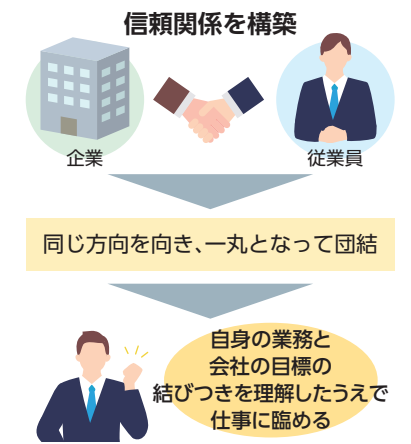 信頼関係を構築
企業
従業員
同じ方向を向き、一丸となって団結
自身の業務と
会社の目標の
結びつきを理解したうえで
仕事に臨める